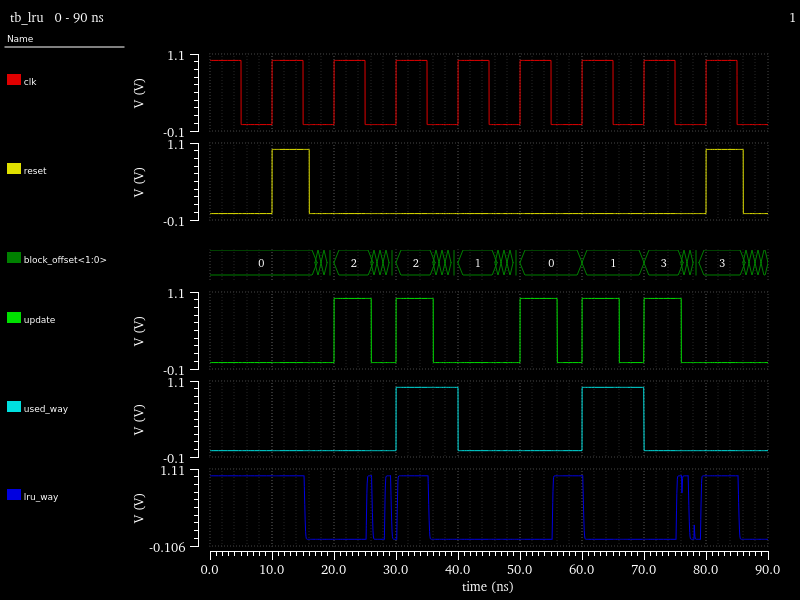 tb_lru 0 - 90 ns 1
Name
1.1
clk
V (V)
-0.1
1.1
reset
V (V)
-0.1
block_offset<1:0>
0 2 2 1 0 1 3 3
1.1
update
V (V)
-0.1
1.1
used_way
V (V)
-0.1
1.11
lru_way
V (V)
-0.106
0.0 10.0 20.0 30.0 40.0 50.0 60.0 70.0 80.0 90.0
time (ns)